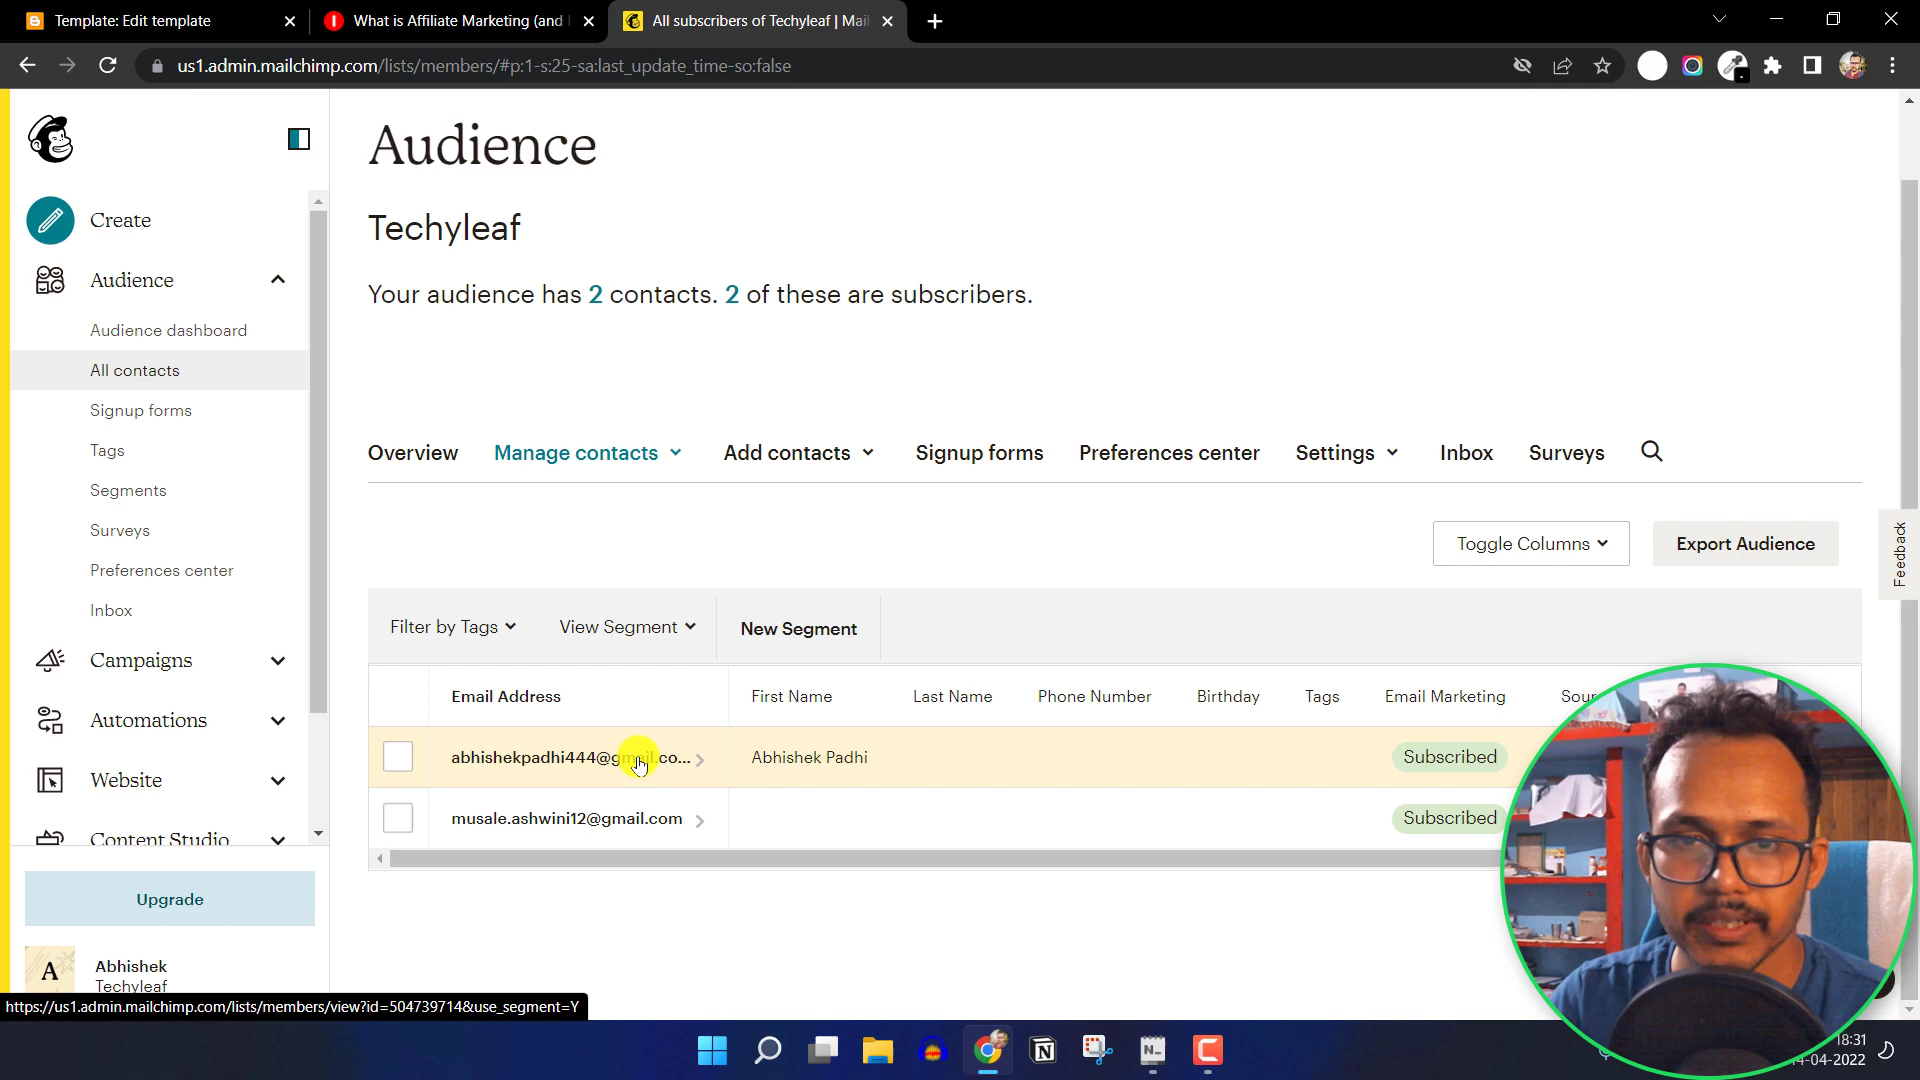 Template: Edit template
What is Affiliate Marketing (and
All subscribers of Techyleaf | Mail
us1.admin.mailchimp.com/lists/members/#p:1-s:25-sa:last_update_time-so:false
Create
Audience
Audience dashboard
All contacts
Signup forms
Tags
Segments
Surveys
Preferences center
Inbox
Campaigns
Automations
Website
Content Studio
Upgrade
A
Abhishek
Techyleaf
https://us1.admin.mailchimp.com/lists/members/view?id=504739714&use_segment=Y
Audience
Techyleaf
Your audience has 2 contacts. 2 of these are subscribers.
Overview Manage contacts Add contacts Signup forms Preferences center Settings Inbox Surveys
Toggle Columns Export Audience
Feedback
Filter by Tags View Segment New Segment
Email Address First Name Last Name Phone Number Birthday Tags Email Marketing
abhishekpadhi444@gmail.co... Abhishek Padhi Subscribed
musale.ashwini12@gmail.com Subscribed
18:31
-04-2022